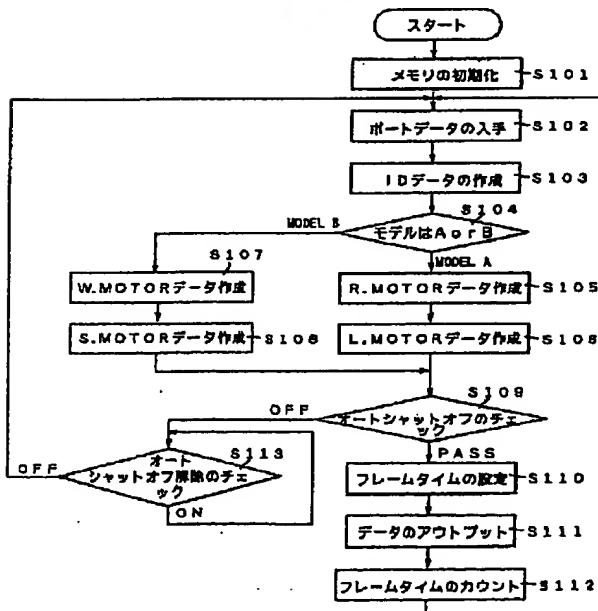 スタート
メモリの初期化
S101
ポートデータの入手
S102
IDデータの作成
S103
S104
モデルはAorB
MODEL B
MODEL A
S107
W.MOTORデータ作成
R.MOTORデータ作成
S105
S.MOTORデータ作成
S108
L.MOTORデータ作成
S106
S109
オートシャットオフのチェ
ック
OFF
PASS
S113
オート
シャットオフ解除のチェ
ック
OFF
ON
フレームタイムの設定
S110
データのアウトプット
S111
フレームタイムのカウント
S112